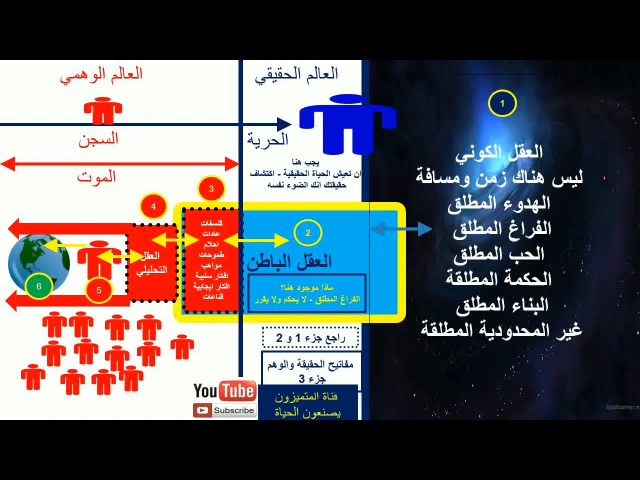 العالم الوهمي
العالم الحقيقي
السجن
الحرية
الموت
يجب هنا
ان تعيش الحياة الحقيقية - اكتشاف
حقيقتك انك الضوء نفسه
1
العقل الكوني
ليس هناك زمن ومسافة
الهدوء المطلق
الفراغ المطلق
الحب المطلق
الحكمة المطلقة
البناء المطلق
غير المحدودية المطلقة
2
العقل الباطن
ماذا موجود هنا؟
الفراغ المطلق - لا يحكم ولا يقرر
3
فلسفات
عادات
احلام
طموحات
مواهب
افكار سلبية
افكار ايجابية
قناعات
4
العقل
التحليلي
5
6
راجع جزء 1 و 2
مفاتيح الحقيقة والوهم
جزء 3
YouTube
Subscribe
قناة المتميزون
يصنعون الحياة